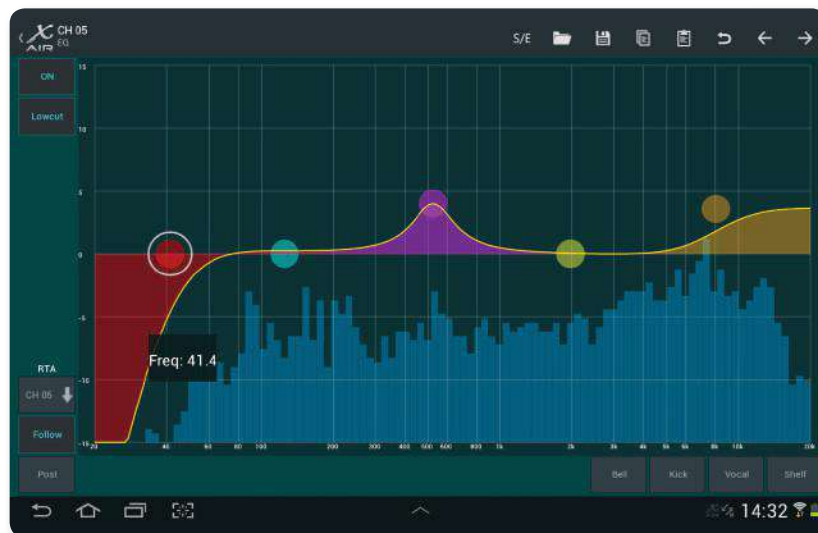 X AIR
CH 05
EQ
S/E
ON
Lowcut
15
10
5
0
-5
-10
-15
Freq: 41.4
RTA
CH 05
Follow
Post
20 40 60 80 100 200 300 400 500 600 800 1k 2k 3k 4k 5k 6k 8k 10k 20k
Bell
Kick
Vocal
Shelf
14:32